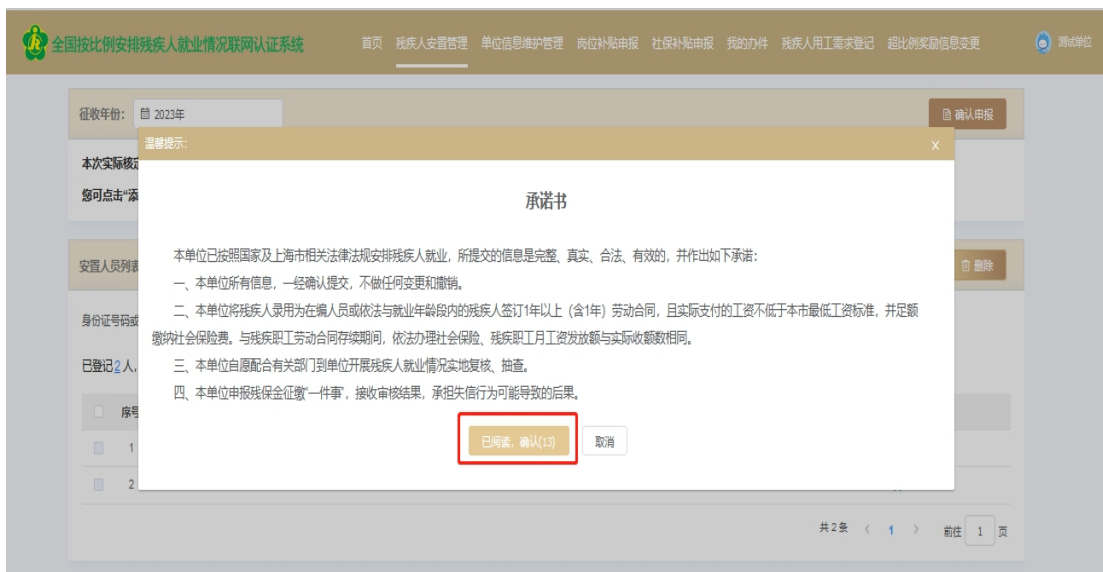 全国按比例安排残疾人就业情况联网认证系统
首页 残疾人安置管理 单位信息维护管理 岗位补贴申报 社保补贴申报 我的办件 残疾人用工需求登记 超比例奖励信息变更 测试单位
征收年份： 2023年 确认申报
温馨提示： X
本次实际核定
您可点击“添
承诺书
本单位已按照国家及上海市相关法律法规安排残疾人就业，所提交的信息是完整、真实、合法、有效的，并作出如下承诺：
一、本单位所有信息，一经确认提交，不做任何变更和撤销。
二、本单位将残疾人录用为在编人员或依法与就业年龄段内的残疾人签订1年以上（含1年）劳动合同，且实际支付的工资不低于本市最低工资标准，并足额
缴纳社会保险费。与残疾职工劳动合同存续期间，依法办理社会保险、残疾职工月工资发放额与实际收额数相同。
三、本单位自愿配合有关部门到单位开展残疾人就业情况实地复核、抽查。
四、本单位申报残保金征缴“一件事”，接收审核结果，承担失信行为可能导致的后果。
安置人员列表 删除
身份证号码或
已登记2人，
序号
已阅读，确认(13) 取消
1
2
共2条 < 1 > 前往 1 页